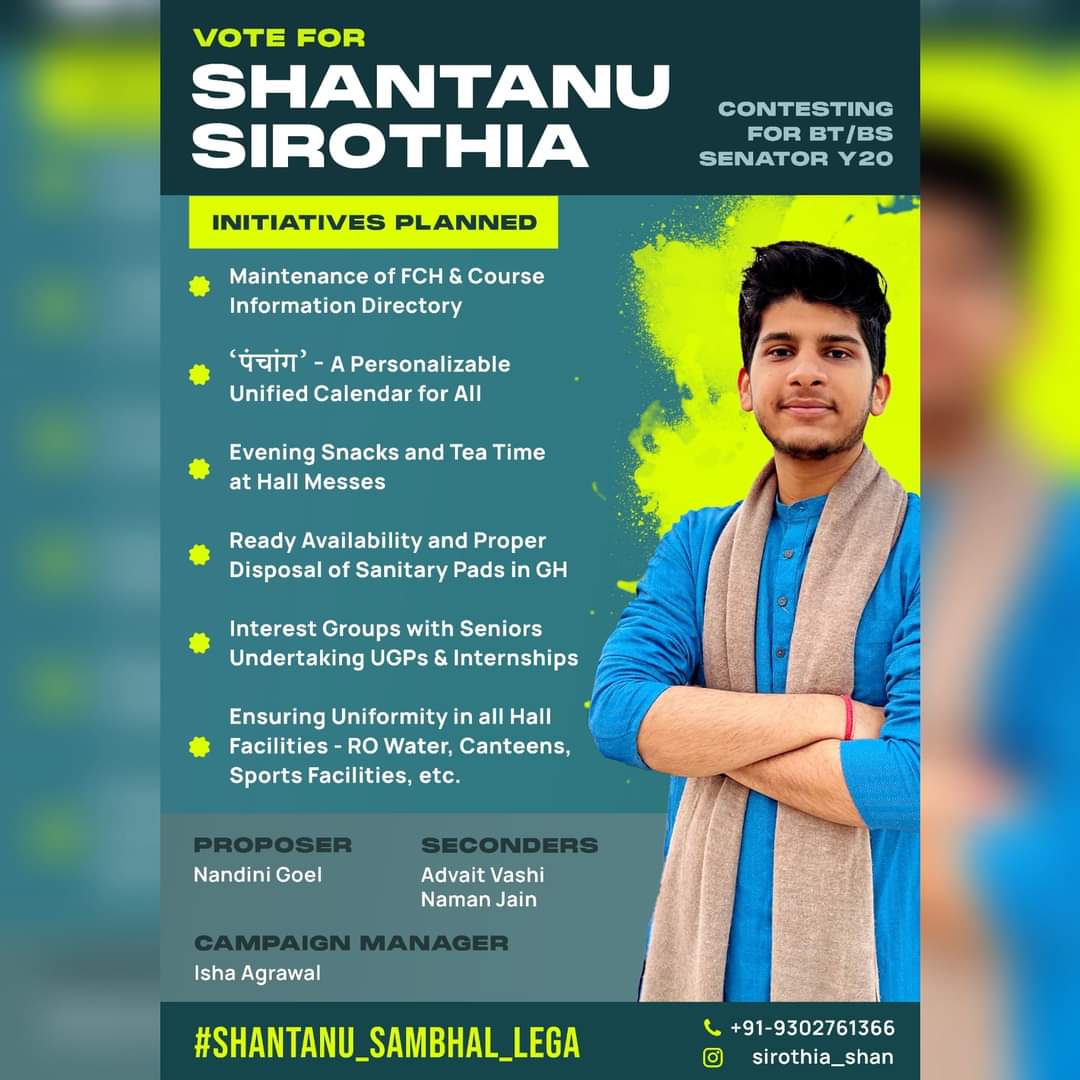 VOTE FOR
SHANTANU
SIROTHIA
CONTESTING
FOR BT/BS
SENATOR Y20
INITIATIVES PLANNED
Maintenance of FCH & Course
Information Directory
‘पंचांग’ - A Personalizable
Unified Calendar for All
Evening Snacks and Tea Time
at Hall Messes
Ready Availability and Proper
Disposal of Sanitary Pads in GH
Interest Groups with Seniors
Undertaking UGPs & Internships
Ensuring Uniformity in all Hall
Facilities - RO Water, Canteens,
Sports Facilities, etc.
PROPOSER
Nandini Goel
SECONDERS
Advait Vashi
Naman Jain
CAMPAIGN MANAGER
Isha Agrawal
#SHANTANU_SAMBHAL_LEGA
+91-9302761366
sirothia_shan